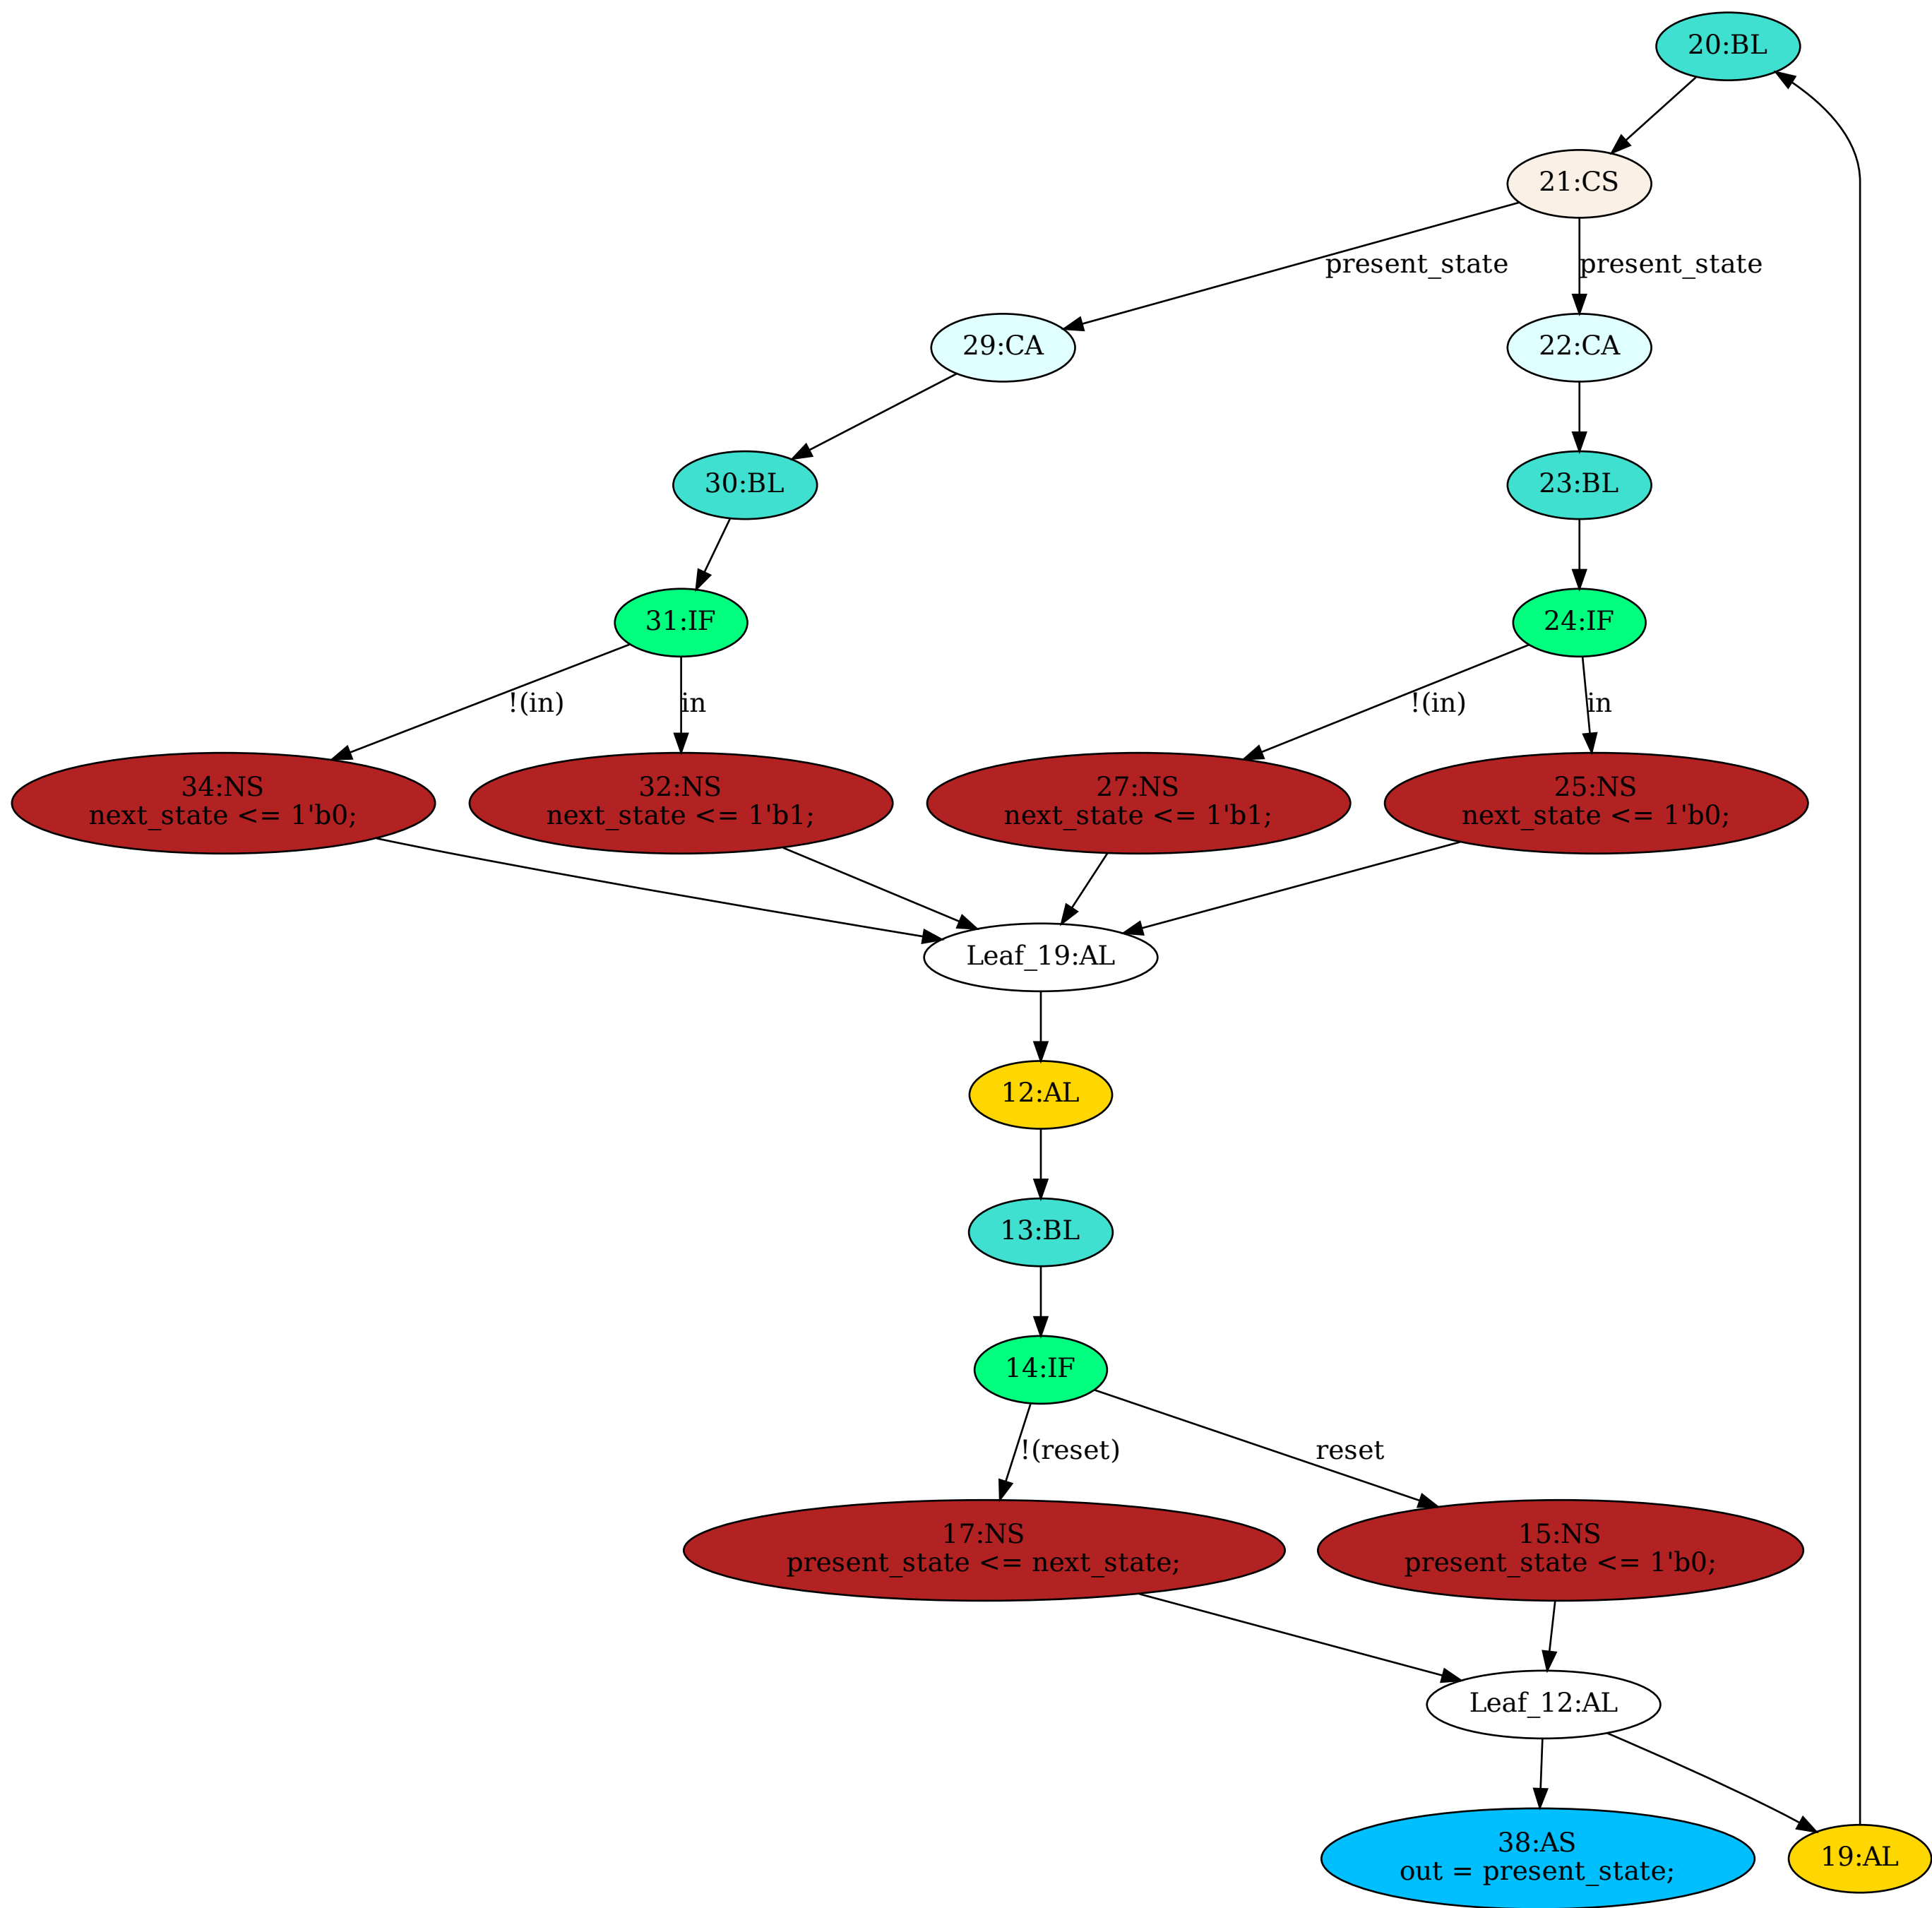 20:BL
21:CS
present_state
present_state
29:CA
22:CA
30:BL
23:BL
31:IF
24:IF
!(in)
in
!(in)
in
34:NS
next_state <= 1'b0;
32:NS
next_state <= 1'b1;
27:NS
next_state <= 1'b1;
25:NS
next_state <= 1'b0;
Leaf_19:AL
12:AL
13:BL
14:IF
!(reset)
reset
17:NS
present_state <= next_state;
15:NS
present_state <= 1'b0;
Leaf_12:AL
38:AS
out = present_state;
19:AL